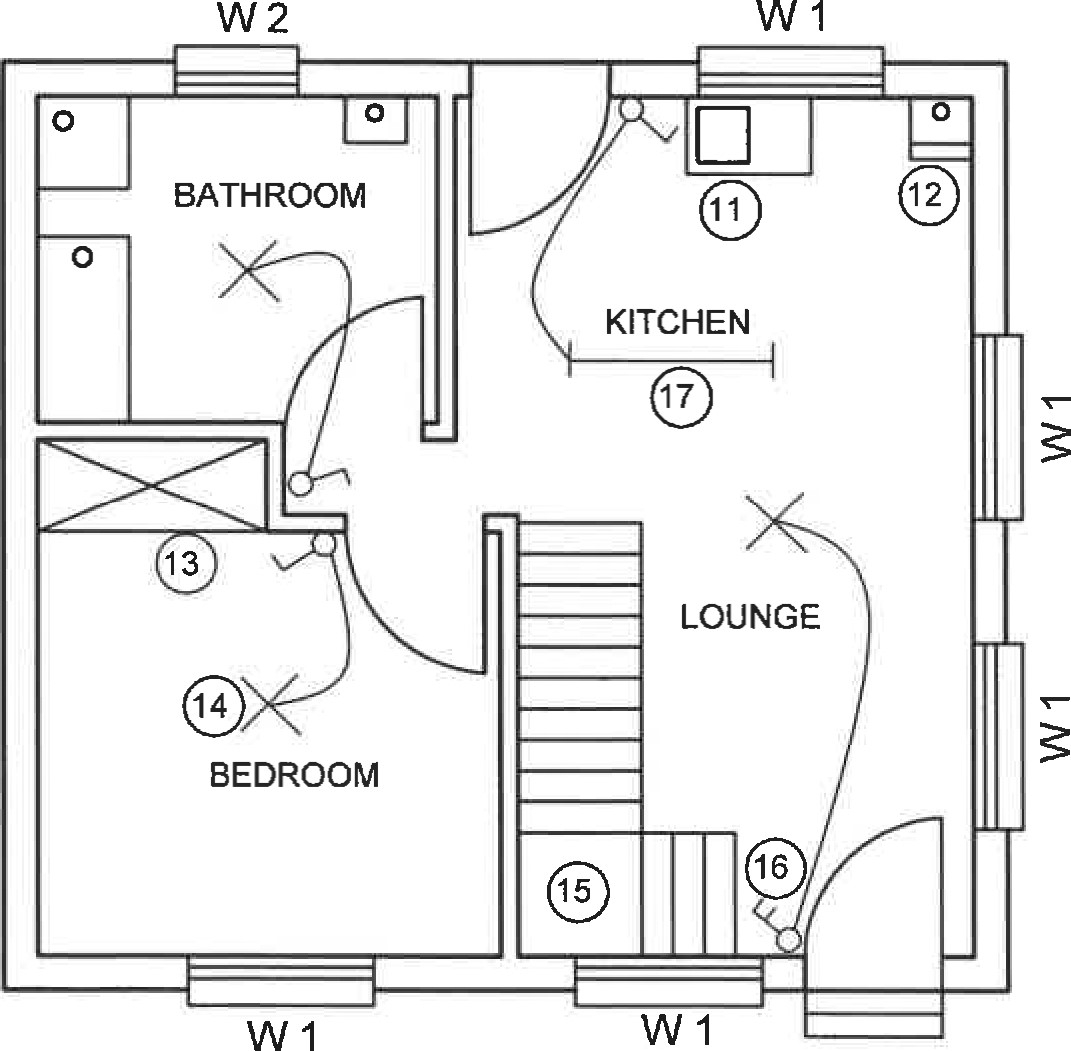 W 2
W 1
BATHROOM
11
12
KITCHEN
17
W 1
13
LOUNGE
14
W 1
BEDROOM
16
15
W 1
W 1